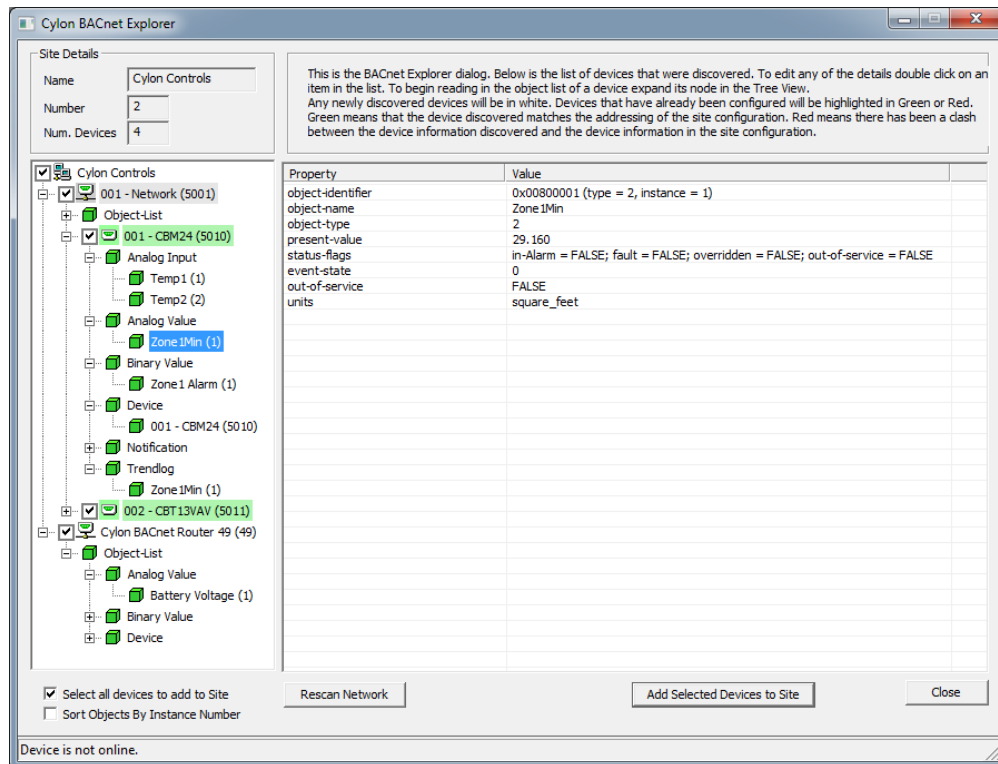 Cylon BACnet Explorer
Site Details
Name Cylon Controls
Number 2
Num. Devices 4
This is the BACnet Explorer dialog. Below is the list of devices that were discovered. To edit any of the details double click on an
item in the list. To begin reading in the object list of a device expand its node in the Tree View.
Any newly discovered devices will be in white. Devices that have already been configured will be highlighted in Green or Red.
Green means that the device discovered matches the addressing of the site configuration. Red means there has been a clash
between the device information discovered and the device information in the site configuration.
Cylon Controls
001 - Network (5001)
Object-List
001 - CBM24 (5010)
Analog Input
Temp1 (1)
Temp2 (2)
Analog Value
Zone1Min (1)
Binary Value
Zone1 Alarm (1)
Device
001 - CBM24 (5010)
Notification
Trendlog
Zone1Min (1)
002 - CBT13VAV (5011)
Cylon BACnet Router 49 (49)
Object-List
Analog Value
Battery Voltage (1)
Binary Value
Device
Property Value
object-identifier 0x00800001 (type = 2, instance = 1)
object-name Zone1Min
object-type 2
present-value 29.160
status-flags in-Alarm = FALSE; fault = FALSE; overridden = FALSE; out-of-service = FALSE
event-state 0
out-of-service FALSE
units square_feet
Select all devices to add to Site
Sort Objects By Instance Number
Rescan Network
Add Selected Devices to Site
Close
Device is not online.